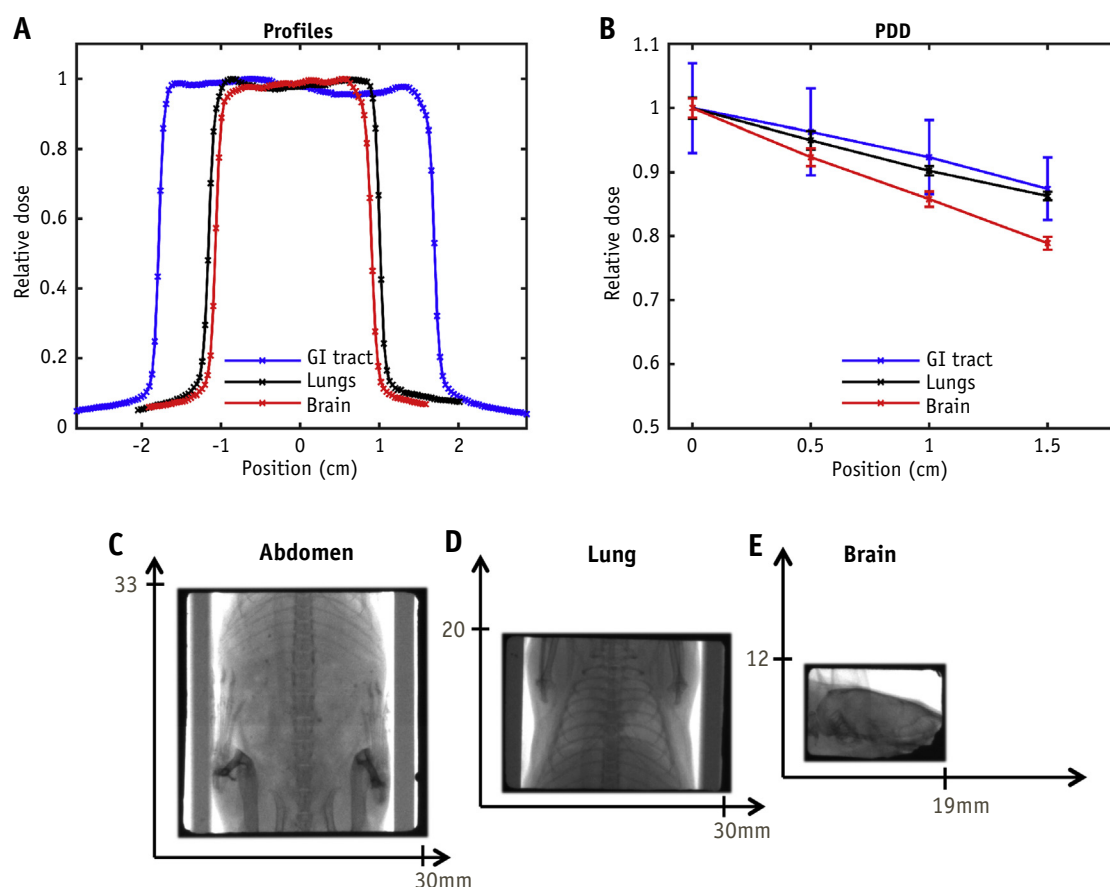 A
Profiles
Relative dose
1
0.8
0.6
0.4
0.2
0
-2
-1
0
1
2
Position (cm)
GI tract
Lungs
Brain
B
PDD
Relative dose
1.1
1
0.9
0.8
0.7
0.6
0.5
0
0.5
1
1.5
Position (cm)
GI tract
Lungs
Brain
C
Abdomen
33
30mm
D
Lung
20
30mm
E
Brain
12
19mm